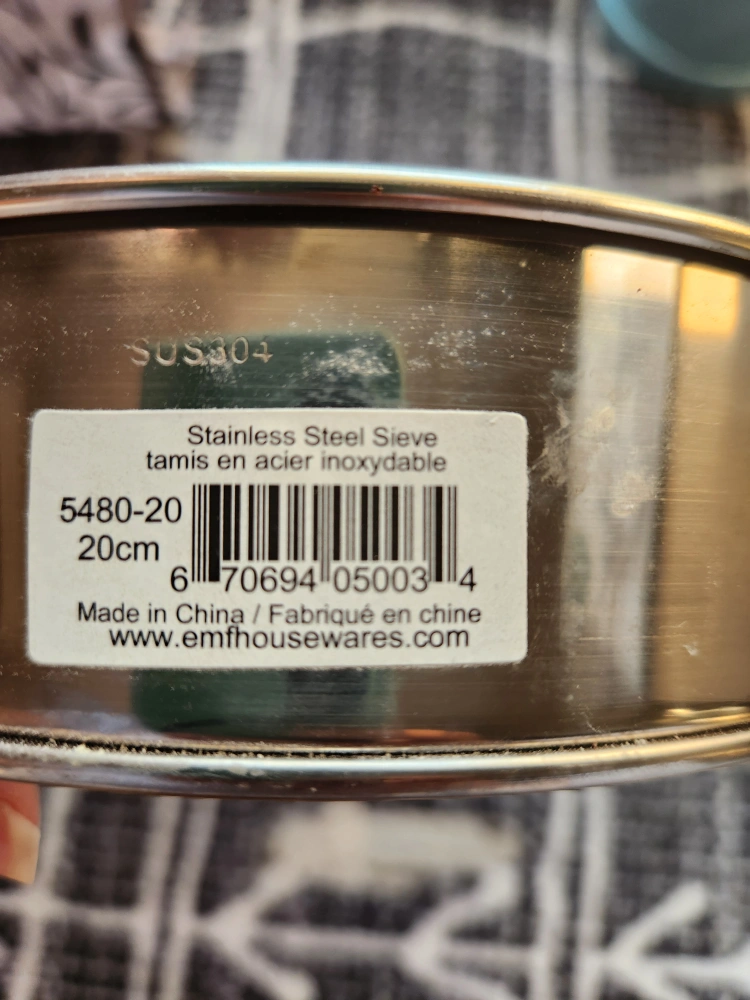 SUS304
Stainless Steel Sieve
tamis en acier inoxydable
5480-20
20cm
6 70694 05003 4
Made in China / Fabriqué en chine
www.emfhousewares.com